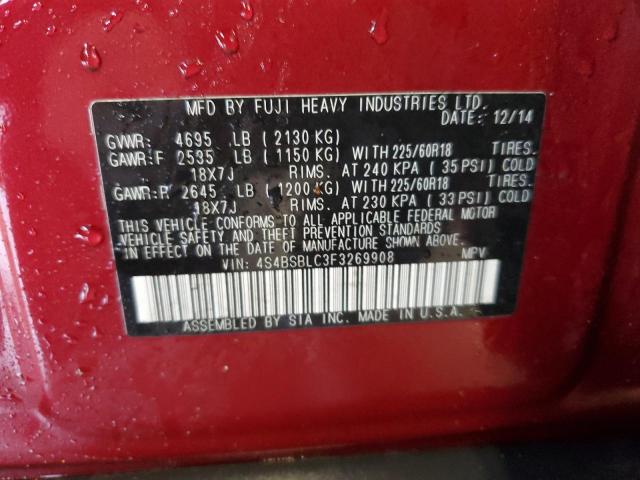 MFD BY FUJI HEAVY INDUSTRIES LTD.
DATE: 12/14
GVWR: 4695 LB ( 2130 KG)
GAWR: F 2535 LB ( 1150 KG) WITH 225/60R18 TIRES.
18X7J RIMS. AT 240 KPA ( 35 PSI) COLD
GAWR: R 2645 LB ( 1200 KG) WITH 225/60R18 TIRES.
18X7J RIMS. AT 230 KPA ( 33 PSI) COLD
THIS VEHICLE CONFORMS TO ALL APPLICABLE FEDERAL MOTOR
VEHICLE SAFETY AND THEFT PREVENTION STANDARDS
IN EFFECT ON THE DATE OF MANUFACTURE SHOWN ABOVE.
VIN: 4S4BSBLC3F3269908 MPV
ASSEMBLED BY SIA INC. MADE IN U.S.A.